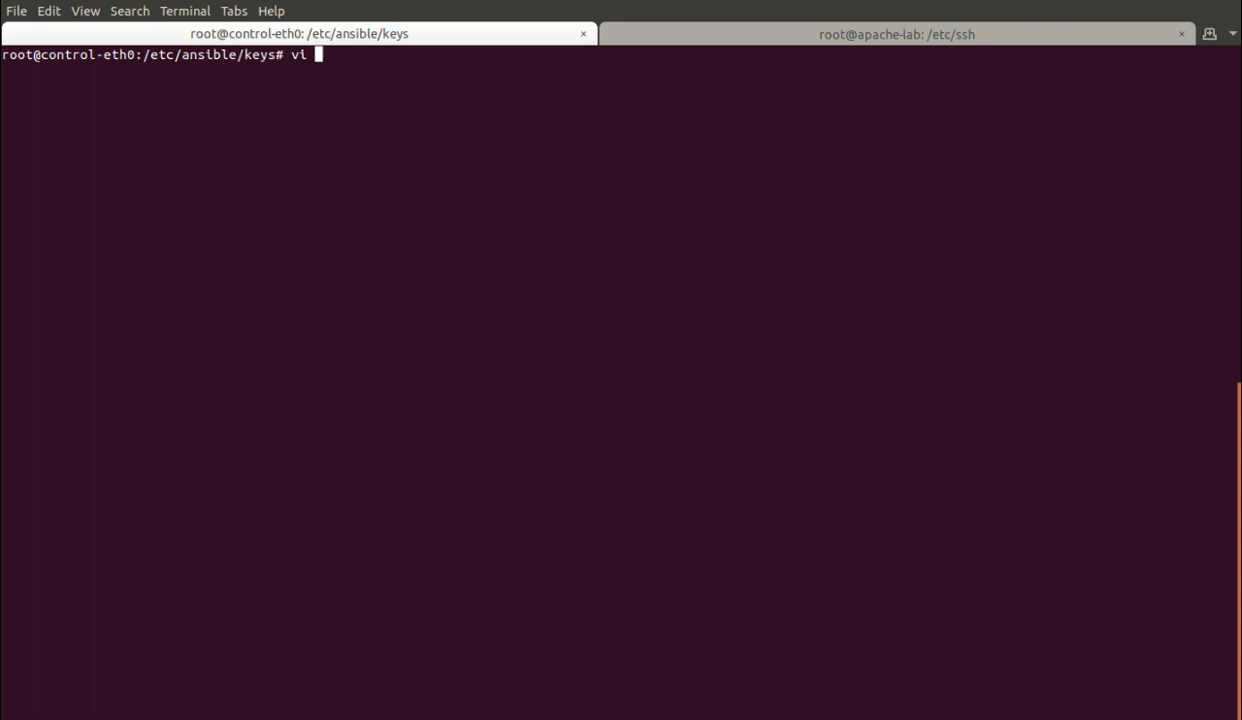 File Edit View Search Terminal Tabs Help
root@control-eth0: /etc/ansible/keys × root@apache-lab: /etc/ssh ×
root@control-eth0:/etc/ansible/keys# vi